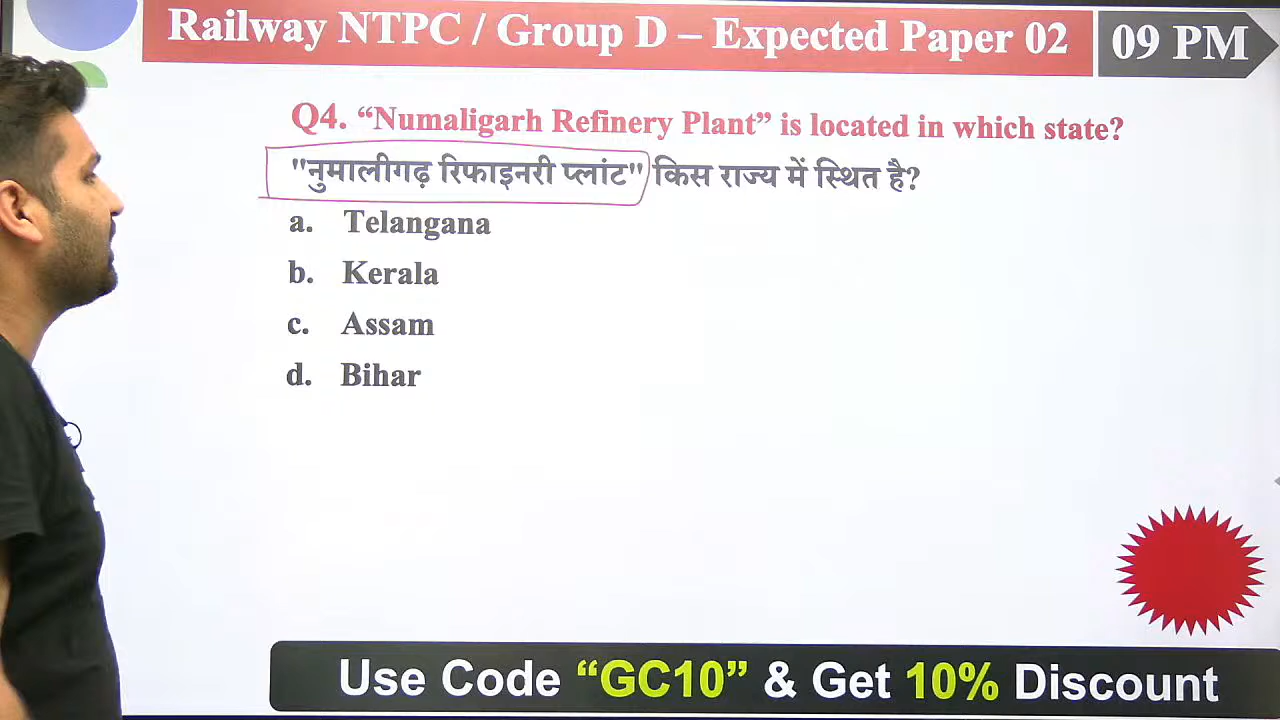 Railway NTPC / Group D – Expected Paper 02
09 PM
Q4. “Numaligarh Refinery Plant” is located in which state?
"नुमालीगढ़ रिफाइनरी प्लांट" किस राज्य में स्थित है?
a. Telangana
b. Kerala
c. Assam
d. Bihar
Use Code “GC10” & Get 10% Discount